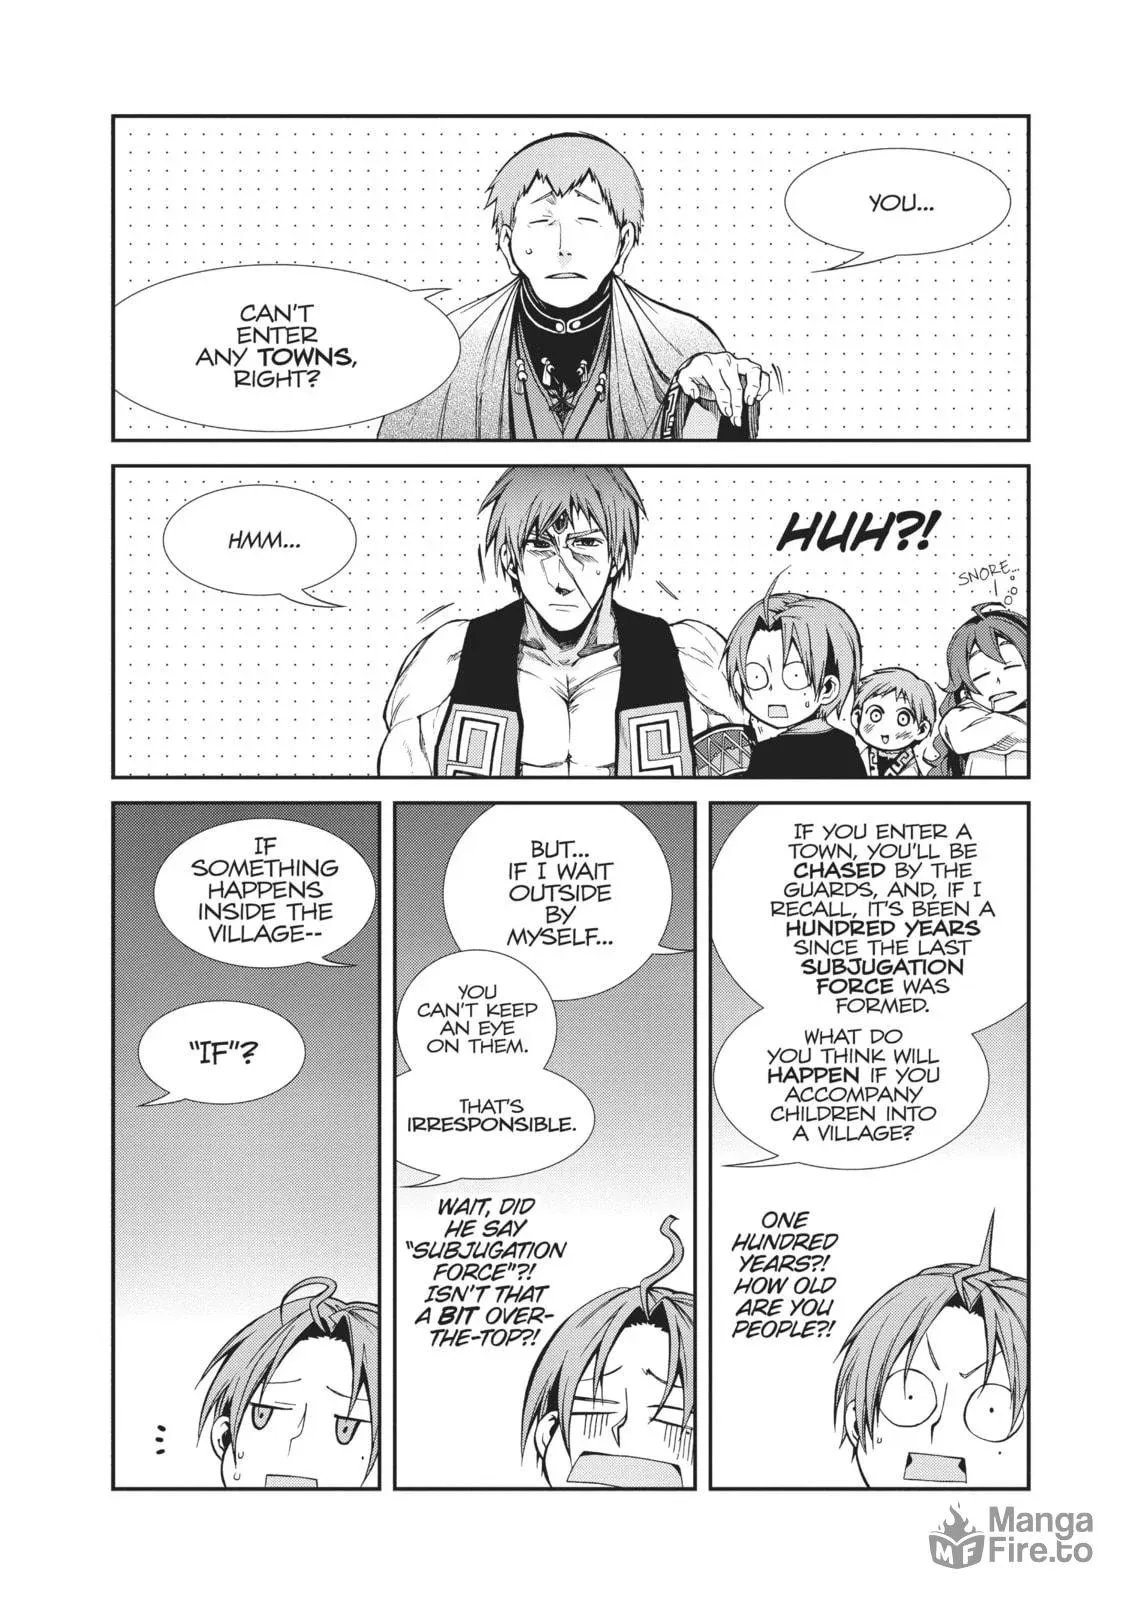 YOU...
CAN'T
ENTER
ANY TOWNS,
RIGHT?
HMM...
HUH?!
SNORE...
IF
SOMETHING
HAPPENS
INSIDE THE
VILLAGE--
"IF"?
BUT...
IF I WAIT
OUTSIDE
BY
MYSELF...
YOU
CAN'T KEEP
AN EYE
ON THEM.
THAT'S
IRRESPONSIBLE.
WAIT, DID
HE SAY
"SUBJUGATION
FORCE"?!
ISN'T THAT
A BIT OVER-
THE-TOP?!
IF YOU ENTER A
TOWN, YOU'LL BE
CHASED BY THE
GUARDS, AND, IF I
RECALL, IT'S BEEN A
HUNDRED YEARS
SINCE THE LAST
SUBJUGATION
FORCE WAS
FORMED.
WHAT DO
YOU THINK WILL
HAPPEN IF YOU
ACCOMPANY
CHILDREN INTO
A VILLAGE?
ONE
HUNDRED
YEARS?!
HOW OLD
ARE YOU
PEOPLE?!
MF
Manga
Fire.to